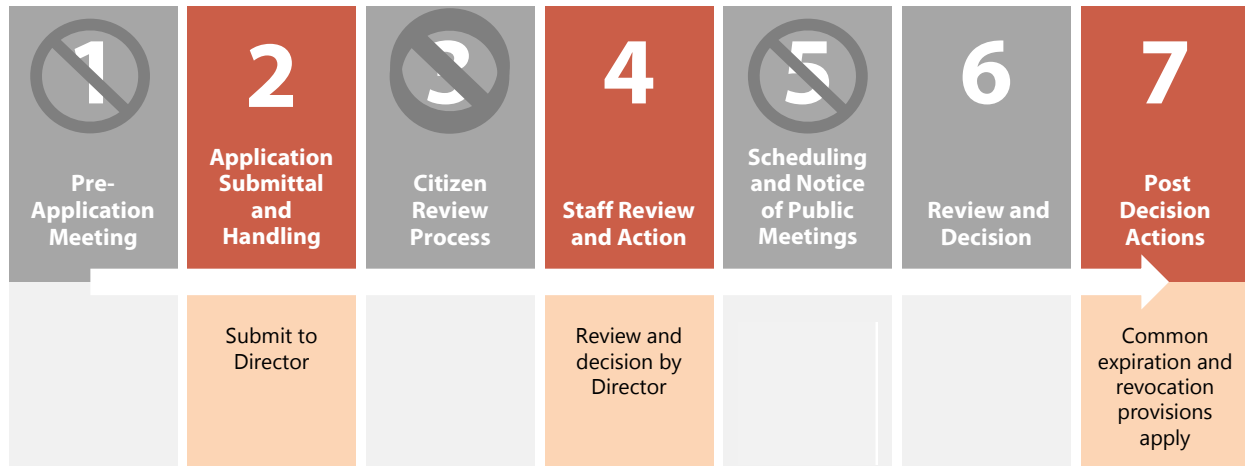 1
Pre-
Application
Meeting
2
Application
Submittal
and
Handling
Submit to
Director
3
Citizen
Review
Process
4
Staff Review
and Action
Review and
decision by
Director
5
Scheduling
and Notice
of Public
Meetings
6
Review and
Decision
7
Post
Decision
Actions
Common
expiration and
revocation
provisions
apply